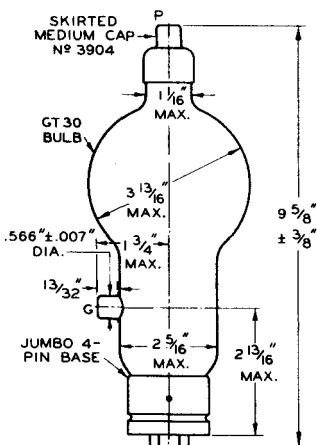 SKIRTED
MEDIUM CAP
Nº 3904
P
1 1/16"
MAX.
GT30
BULB
3 13/16"
MAX.
9 5/8"
± 3/8"
.566"±.007"
DIA.
1 3/4"
MAX.
13/32"
G
JUMBO 4-
PIN BASE
2 5/16"
MAX.
2 13/16"
MAX.